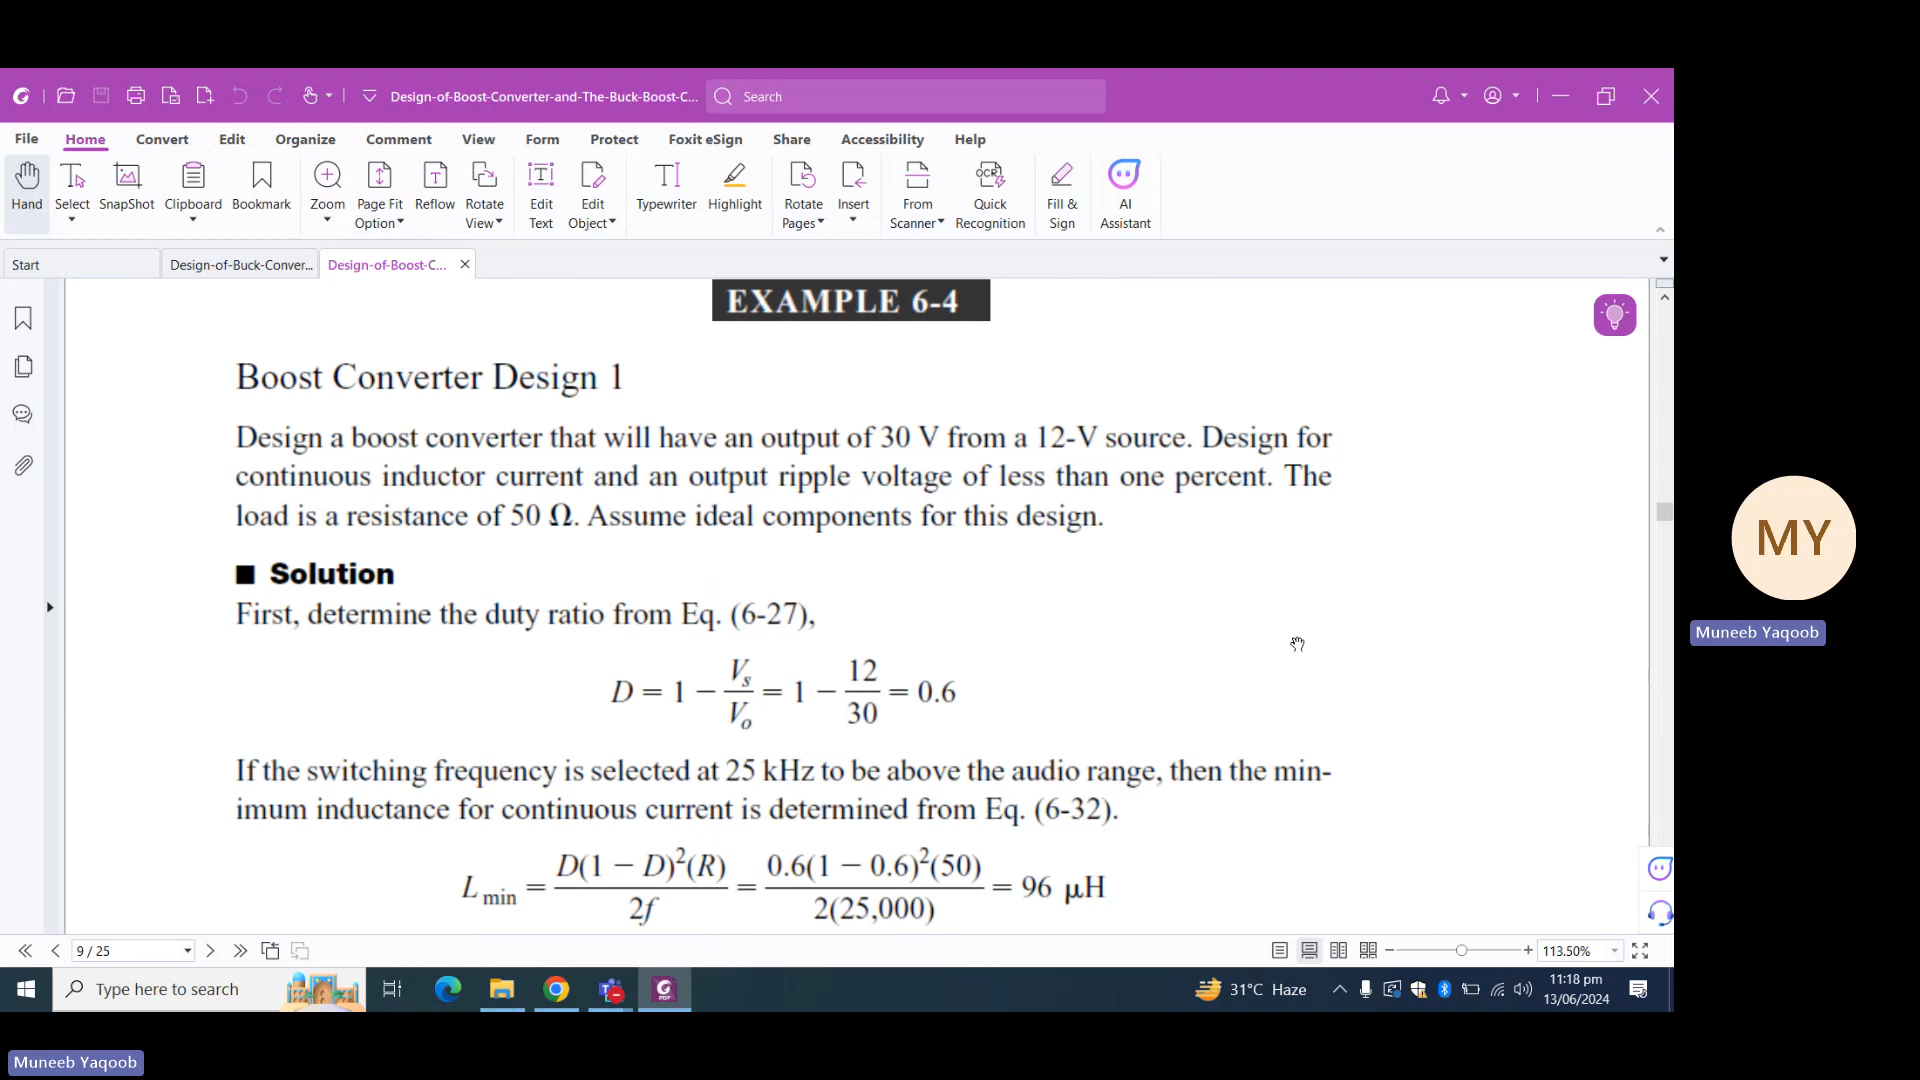 Design-of-Boost-Converter-and-The-Buck-Boost-C...
Search
File Home Convert Edit Organize Comment View Form Protect Foxit eSign Share Accessibility Help
Hand Select SnapShot Clipboard Bookmark Zoom Page Fit Option Reflow Rotate View Edit Text Edit Object Typewriter Highlight Rotate Pages Insert From Scanner OCR Quick Recognition Fill & Sign AI Assistant
Start Design-of-Buck-Conver... Design-of-Boost-C...
EXAMPLE 6-4
Boost Converter Design 1
Design a boost converter that will have an output of 30 V from a 12-V source. Design for
continuous inductor current and an output ripple voltage of less than one percent. The
load is a resistance of 50 Ω. Assume ideal components for this design.
■ Solution
First, determine the duty ratio from Eq. (6-27),
D = 1 − Vs/Vo = 1 − 12/30 = 0.6
If the switching frequency is selected at 25 kHz to be above the audio range, then the min-
imum inductance for continuous current is determined from Eq. (6-32).
L min = D(1 − D)²(R)/2f = 0.6(1 − 0.6)²(50)/2(25,000) = 96 μH
MY
Muneeb Yaqoob
9 / 25
113.50%
Type here to search
31°C Haze
11:18 pm
13/06/2024
Muneeb Yaqoob